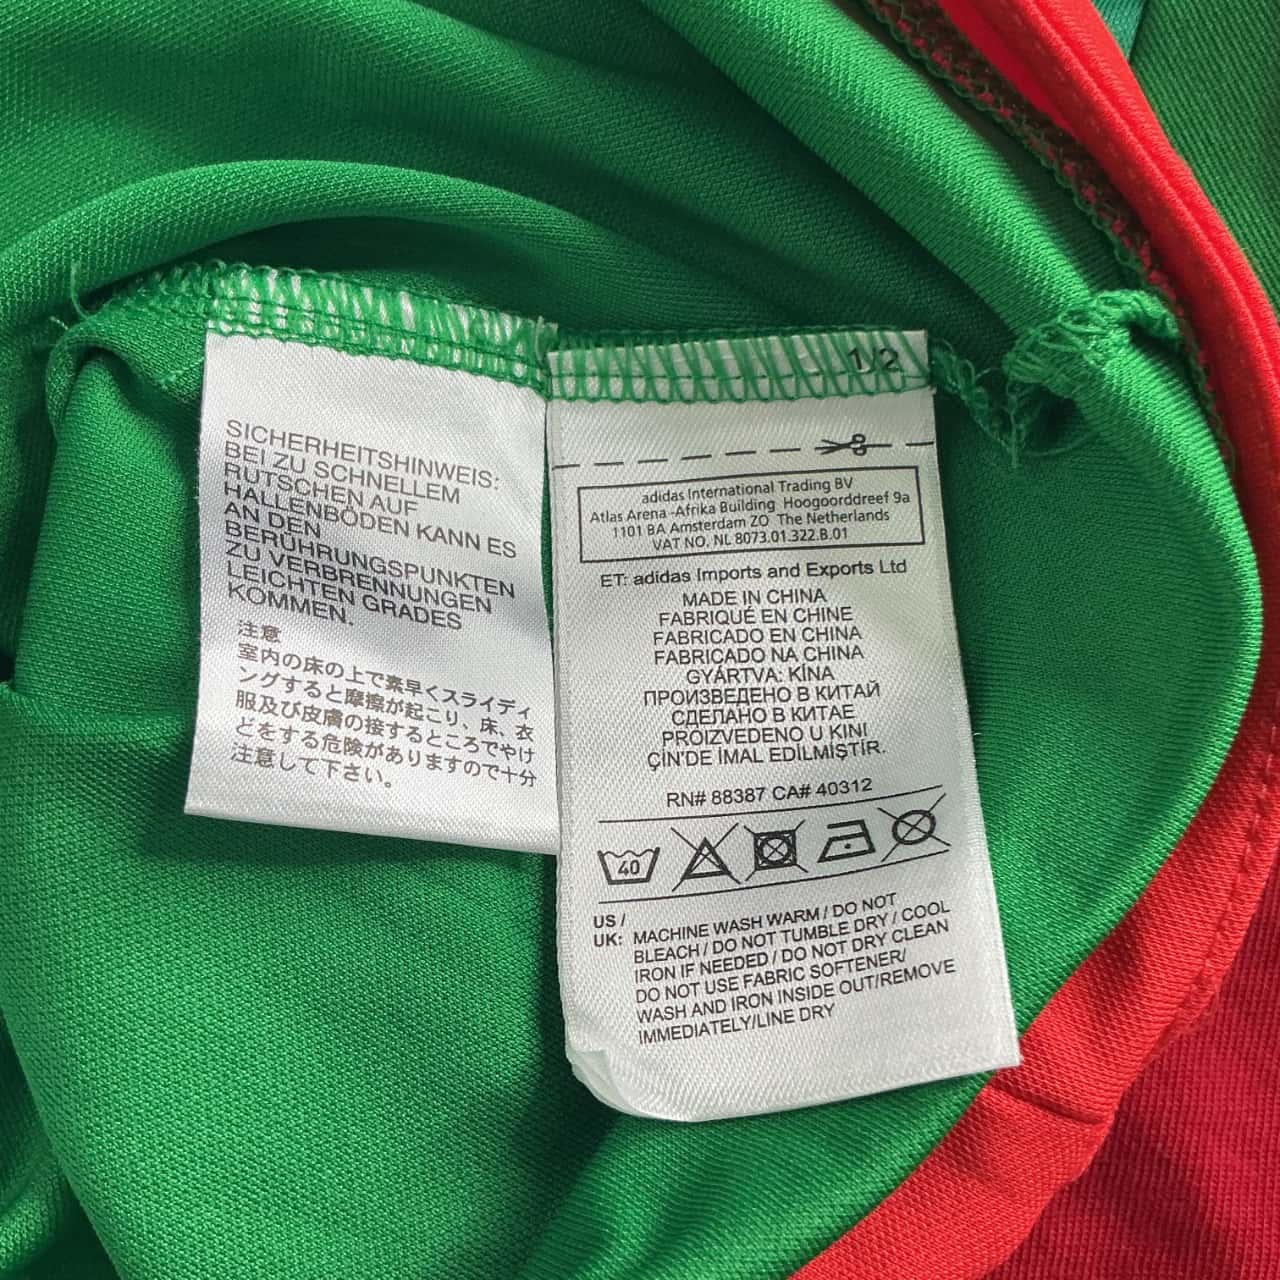 SICHERHEITSHINWEIS:
BEI ZU SCHNELLEM
RUTSCHEN AUF
HALLENBÖDEN KANN ES
AN DEN
BERÜHRUNGSPUNKTEN
ZU VERBRENNUNGEN
LEICHTEN GRADES
KOMMEN.
注意
室内の床の上で素早くスライディ
ングすると摩擦が起こり、床、衣
服及び皮膚の接するところでやけ
どをする危険がありますので十分
注意して下さい。
1/2
adidas International Trading BV
Atlas Arena -Afrika Building Hoogoorddreef 9a
1101 BA Amsterdam ZO The Netherlands
VAT NO. NL 8073.01.322.B.01
ET: adidas Imports and Exports Ltd
MADE IN CHINA
FABRIQUÉ EN CHINE
FABRICADO EN CHINA
FABRICADO NA CHINA
GYÁRTVA: KÍNA
ПРОИЗВЕДЕНО В КИТАЙ
СДЕЛАНО В КИТАЕ
PROIZVEDENO U KINI
ÇİN'DE İMAL EDİLMİŞTİR.
RN# 88387 CA# 40312
40
US /
UK: MACHINE WASH WARM / DO NOT
BLEACH / DO NOT TUMBLE DRY / COOL
IRON IF NEEDED / DO NOT DRY CLEAN
DO NOT USE FABRIC SOFTENER/
WASH AND IRON INSIDE OUT/REMOVE
IMMEDIATELY/LINE DRY